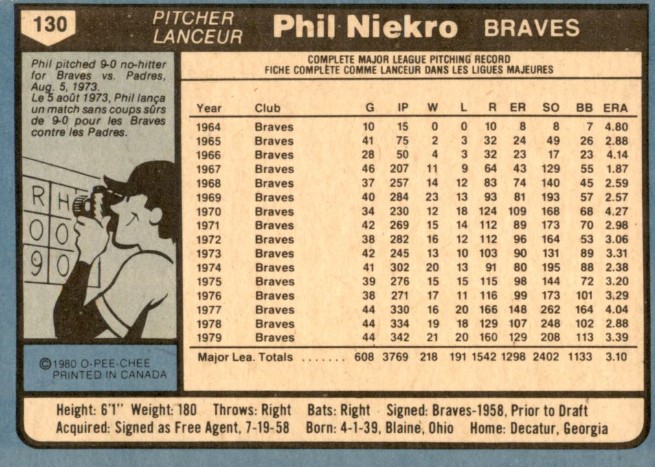 130 PITCHER LANCEUR Phil Niekro BRAVES
Phil pitched 9-0 no-hitter
for Braves vs. Padres,
Aug. 5, 1973.
Le 5 août 1973, Phil lança
un match sans coups sûrs
de 9-0 pour les Braves
contre les Padres.
R H
0 0
9 0
©1980 O-PEE-CHEE
PRINTED IN CANADA
COMPLETE MAJOR LEAGUE PITCHING RECORD
FICHE COMPLÈTE COMME LANCEUR DANS LES LIGUES MAJEURES
Year Club G IP W L R ER SO BB ERA
1964 Braves 10 15 0 0 10 8 8 7 4.80
1965 Braves 41 75 2 3 32 24 49 26 2.88
1966 Braves 28 50 4 3 32 23 17 23 4.14
1967 Braves 46 207 11 9 64 43 129 55 1.87
1968 Braves 37 257 14 12 83 74 140 45 2.59
1969 Braves 40 284 23 13 93 81 193 57 2.57
1970 Braves 34 230 12 18 124 109 168 68 4.27
1971 Braves 42 269 15 14 112 89 173 70 2.98
1972 Braves 38 282 16 12 112 96 164 53 3.06
1973 Braves 42 245 13 10 103 90 131 89 3.31
1974 Braves 41 302 20 13 91 80 195 88 2.38
1975 Braves 39 276 15 15 115 98 144 72 3.20
1976 Braves 38 271 17 11 116 99 173 101 3.29
1977 Braves 44 330 16 20 166 148 262 164 4.04
1978 Braves 44 334 19 18 129 107 248 102 2.88
1979 Braves 44 342 21 20 160 129 208 113 3.39
Major Lea. Totals ....... 608 3769 218 191 1542 1298 2402 1133 3.10
Height: 6'1" Weight: 180 Throws: Right Bats: Right Signed: Braves-1958, Prior to Draft
Acquired: Signed as Free Agent, 7-19-58 Born: 4-1-39, Blaine, Ohio Home: Decatur, Georgia